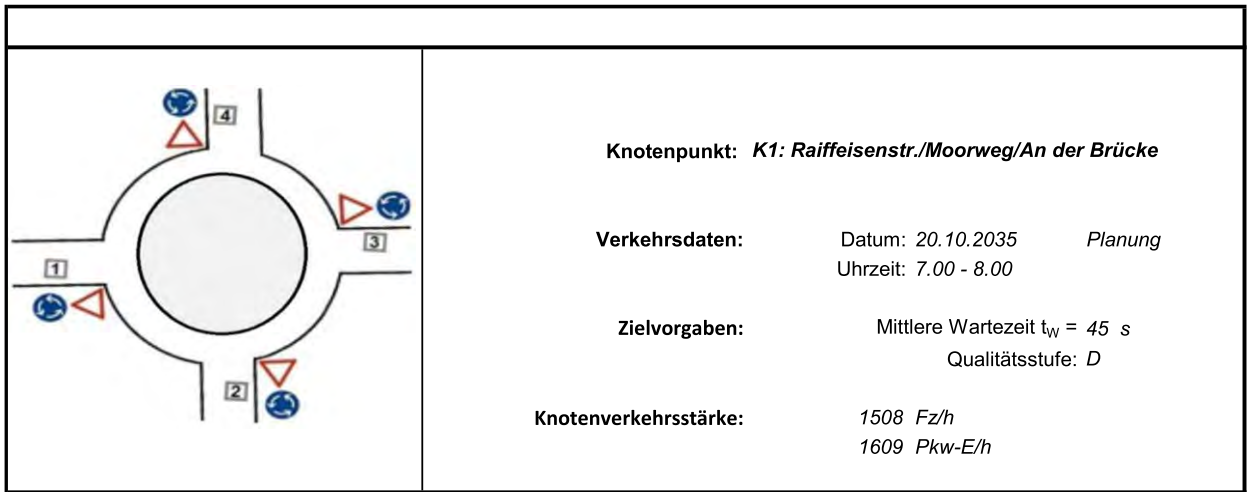 4
3
1
2
Knotenpunkt: K1: Raiffeisenstr./Moorweg/An der Brücke
Verkehrsdaten: Datum: 20.10.2035 Planung
Uhrzeit: 7.00 - 8.00
Zielvorgaben: Mittlere Wartezeit tW = 45 s
Qualitätsstufe: D
Knotenverkehrsstärke: 1508 Fz/h
1609 Pkw-E/h